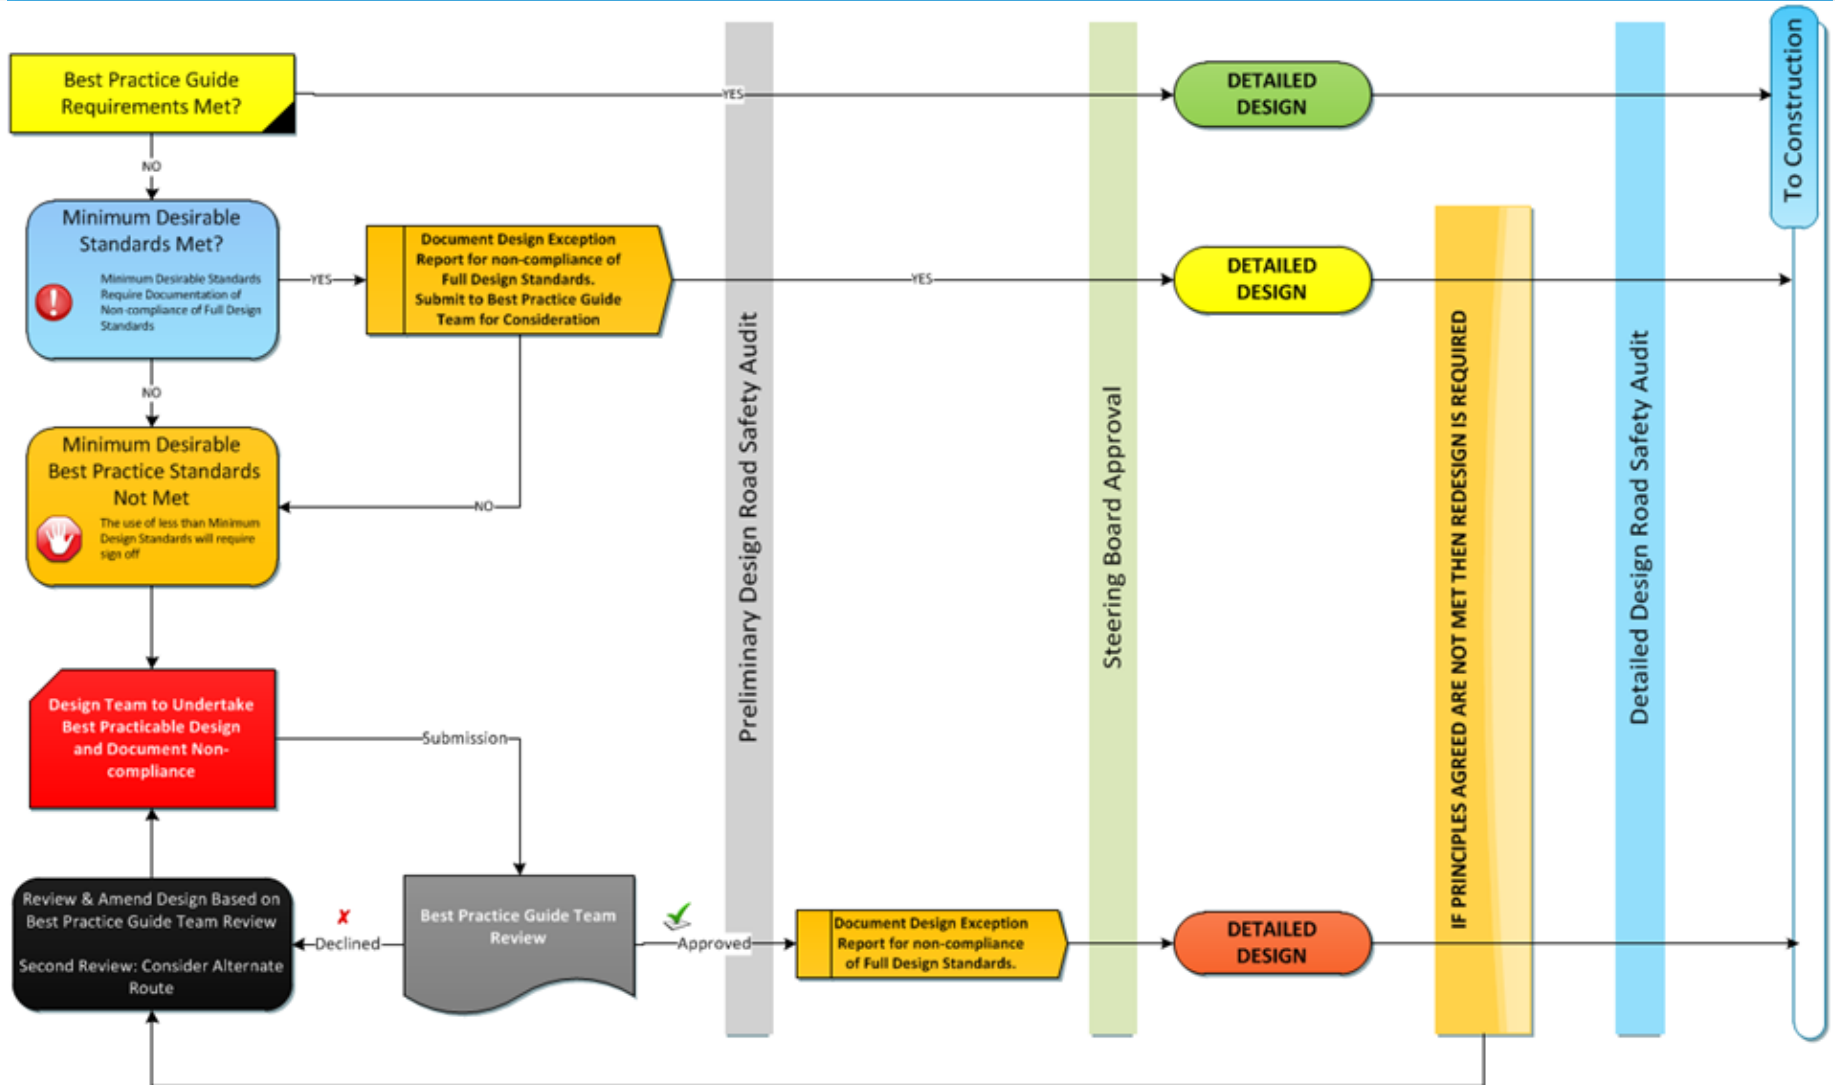 Best Practice Guide
Requirements Met?
YES
DETAILED
DESIGN
To Construction
NO
Minimum Desirable
Standards Met?
Minimum Desirable Standards
Require Documentation of
Non-compliance of Full Design
Standards
YES
Document Design Exception
Report for non-compliance of
Full Design Standards.
Submit to Best Practice Guide
Team for Consideration
YES
DETAILED
DESIGN
NO
Minimum Desirable
Best Practice Standards
Not Met
The use of less than Minimum
Design Standards will require
sign off
NO
Preliminary Design Road Safety Audit
Steering Board Approval
IF PRINCIPLES AGREED ARE NOT MET THEN REDESIGN IS REQUIRED
Detailed Design Road Safety Audit
Design Team to Undertake
Best Practicable Design
and Document Non-
compliance
Submission
Review & Amend Design Based on
Best Practice Guide Team Review
Second Review: Consider Alternate
Route
Declined
Best Practice Guide Team
Review
Approved
Document Design Exception
Report for non-compliance
of Full Design Standards.
DETAILED
DESIGN